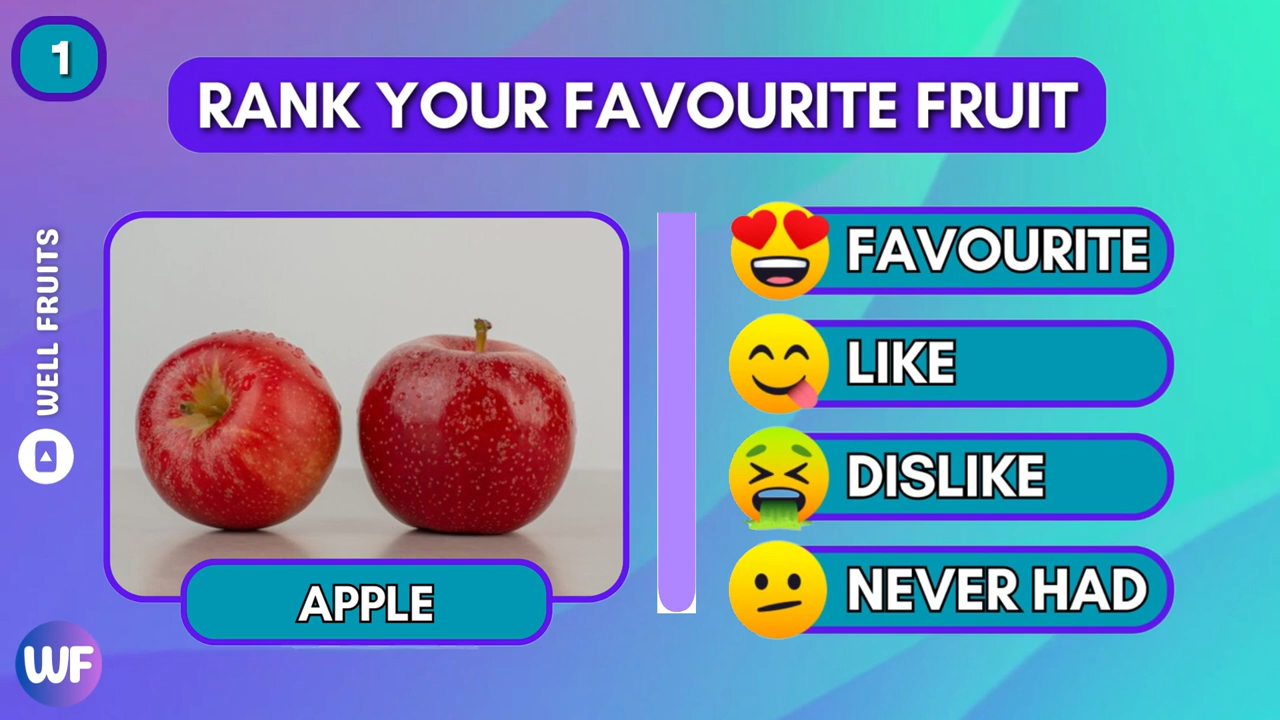 1
RANK YOUR FAVOURITE FRUIT
WELL FRUITS
APPLE
FAVOURITE
LIKE
DISLIKE
NEVER HAD
WF